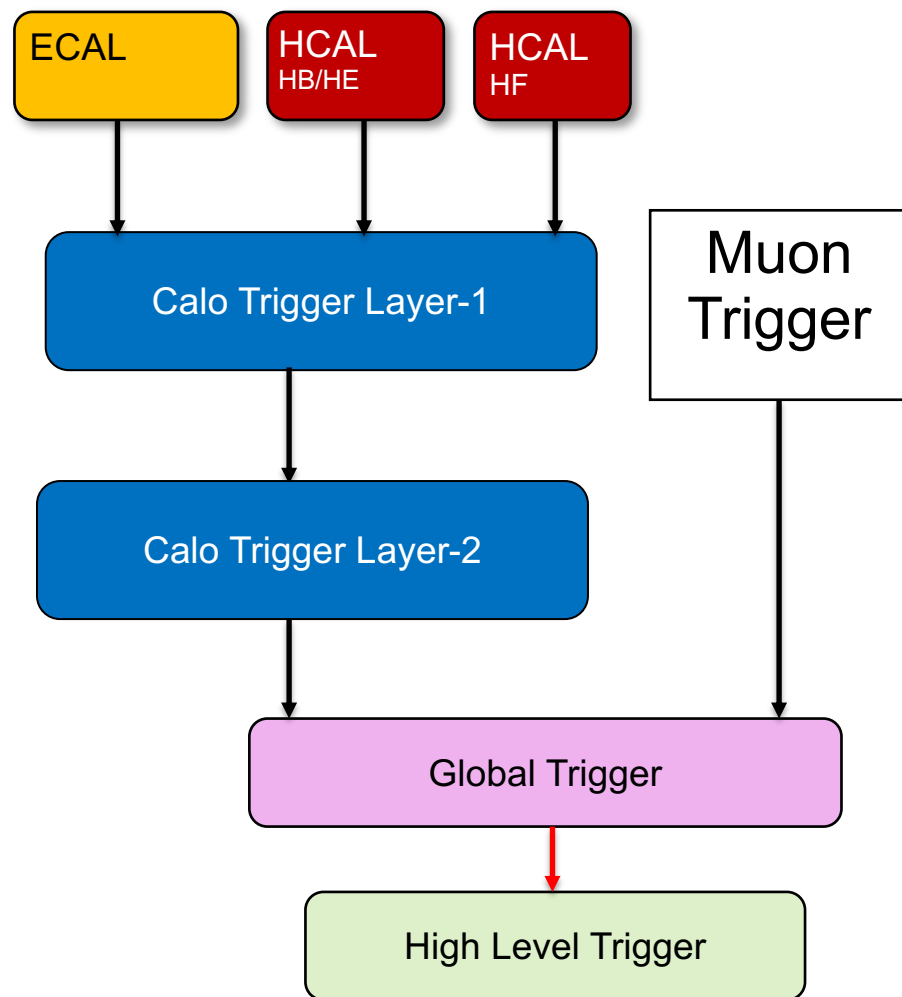 ECAL
HCAL
HB/HE
HCAL
HF
Muon
Trigger
Calo Trigger Layer-1
Calo Trigger Layer-2
Global Trigger
High Level Trigger